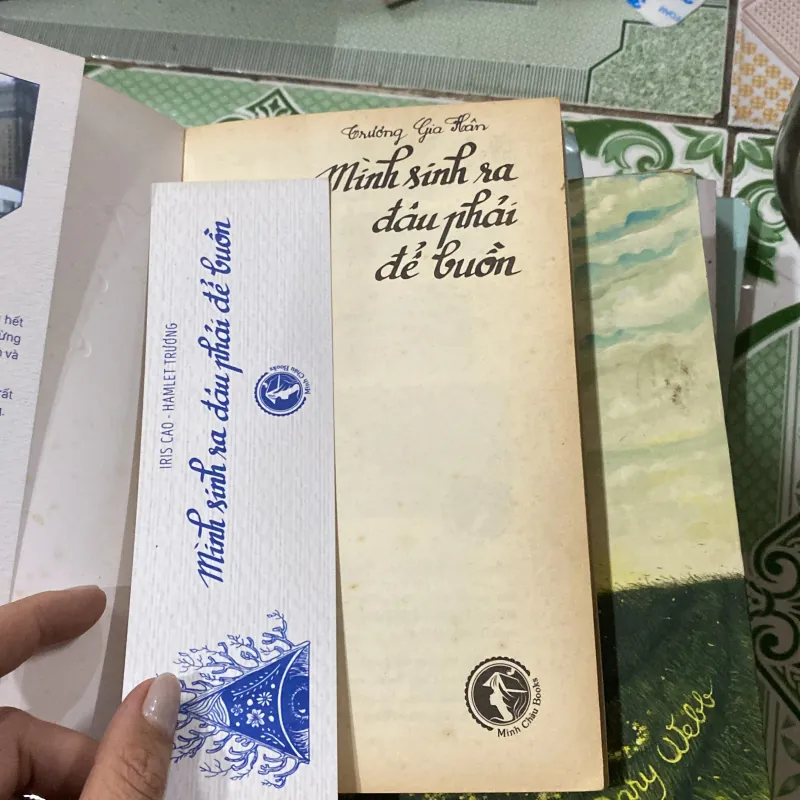 Trương Gia Hân
Mình sinh ra
đâu phải
để buồn
Minh Châu Books
IRIS CAO - HAMLET TRƯƠNG
Mình sinh ra đâu phải để buồn
Minh Châu Books
hết
ừng
và
ất
Webb